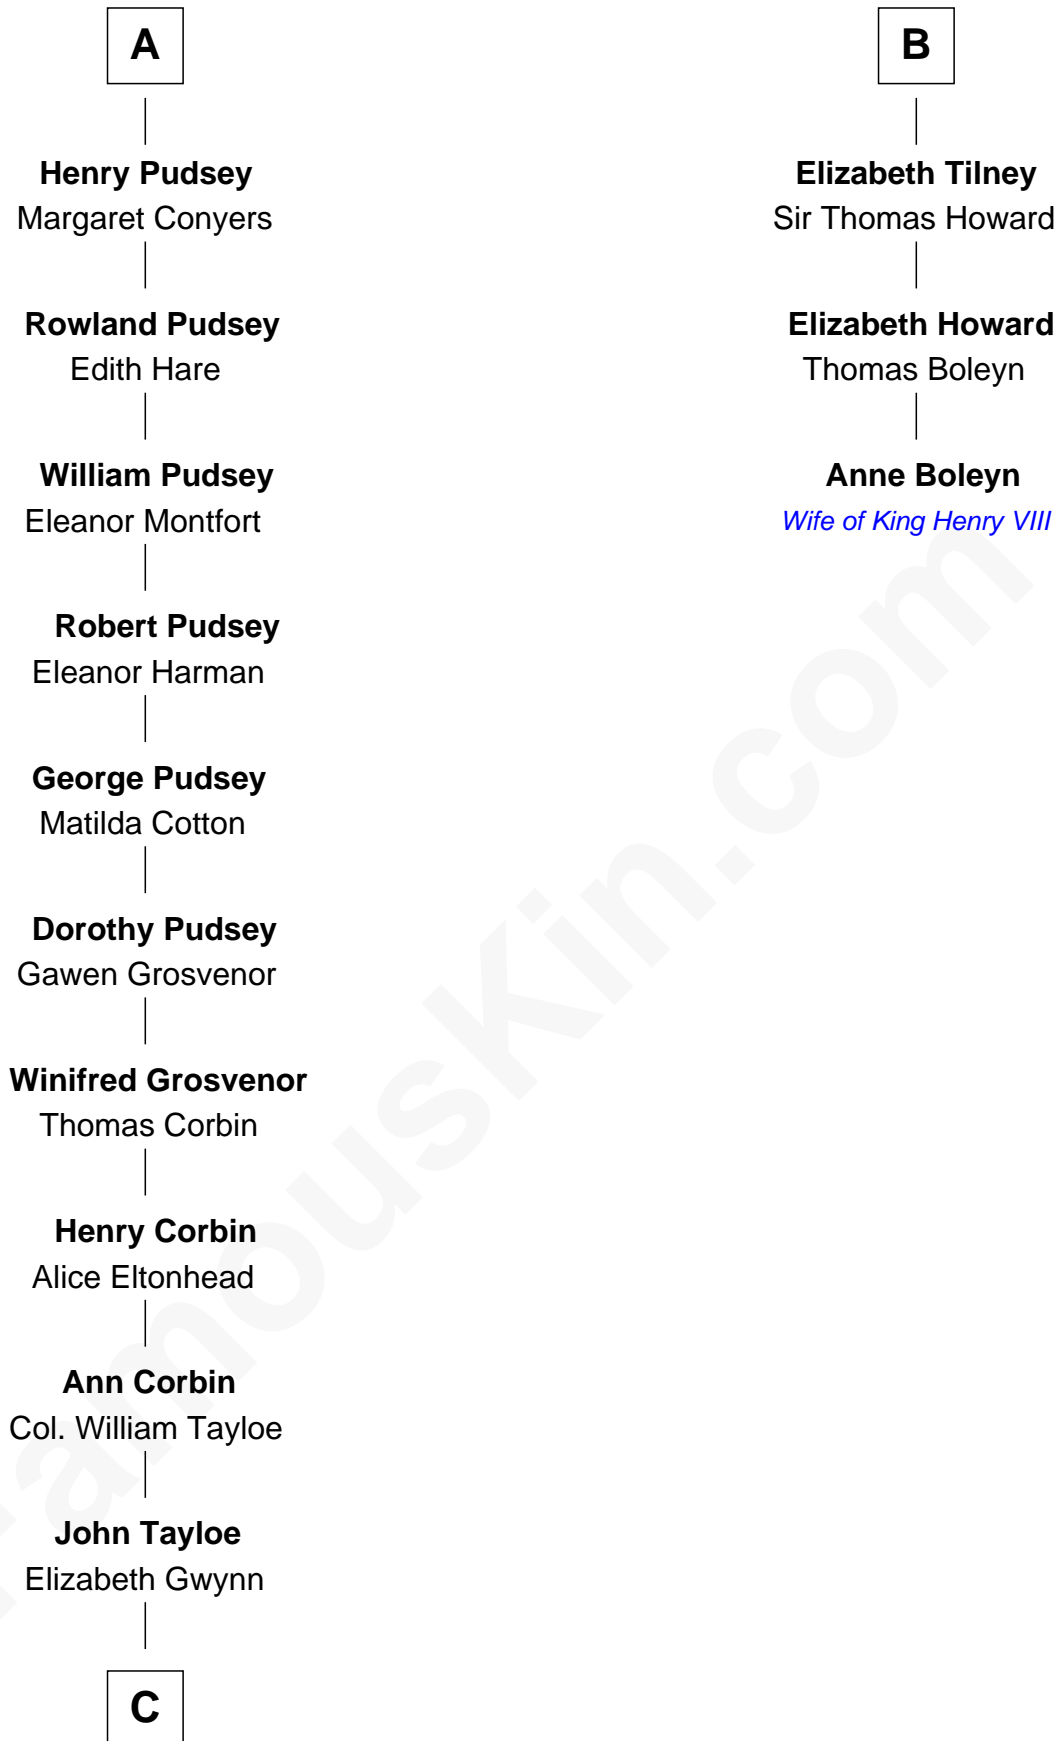 A
Henry Pudsey
Margaret Conyers
Rowland Pudsey
Edith Hare
William Pudsey
Eleanor Montfort
Robert Pudsey
Eleanor Harman
George Pudsey
Matilda Cotton
Dorothy Pudsey
Gawen Grosvenor
Winifred Grosvenor
Thomas Corbin
Henry Corbin
Alice Eltonhead
Ann Corbin
Col. William Tayloe
John Tayloe
Elizabeth Gwynn
C
B
Elizabeth Tilney
Sir Thomas Howard
Elizabeth Howard
Thomas Boleyn
Anne Boleyn
Wife of King Henry VIII
FamousKin.com